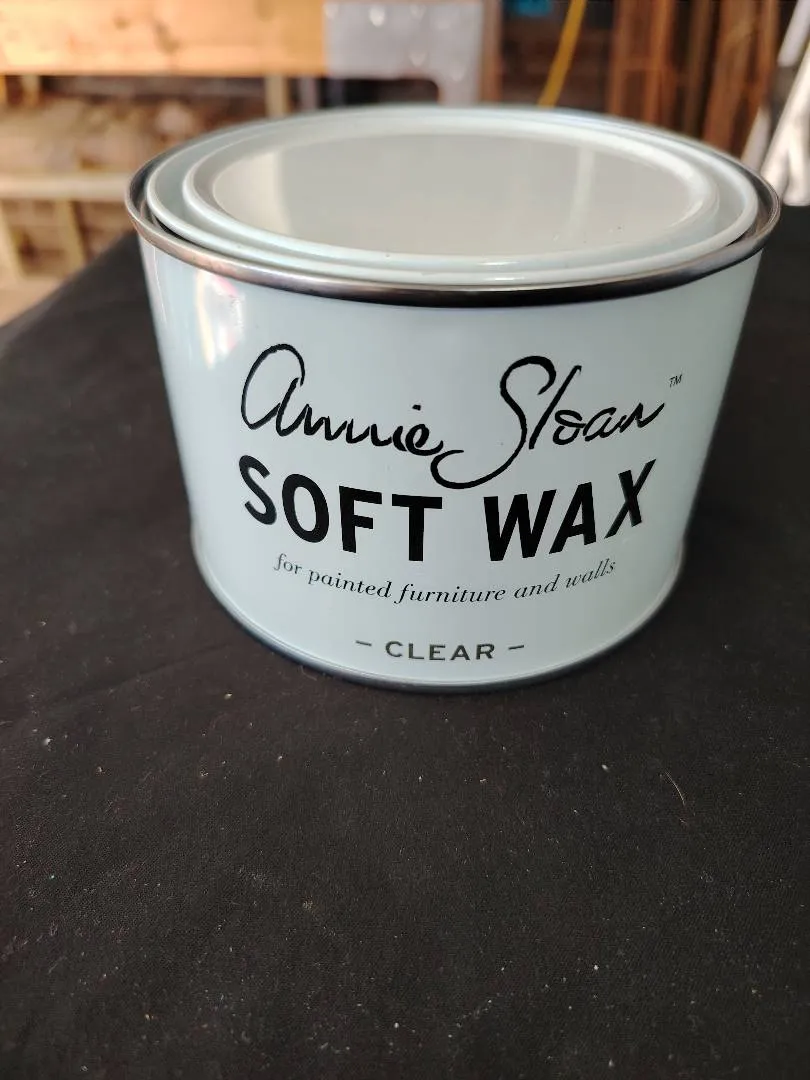 Annie Sloan™
SOFT WAX
for painted furniture and walls
– CLEAR –